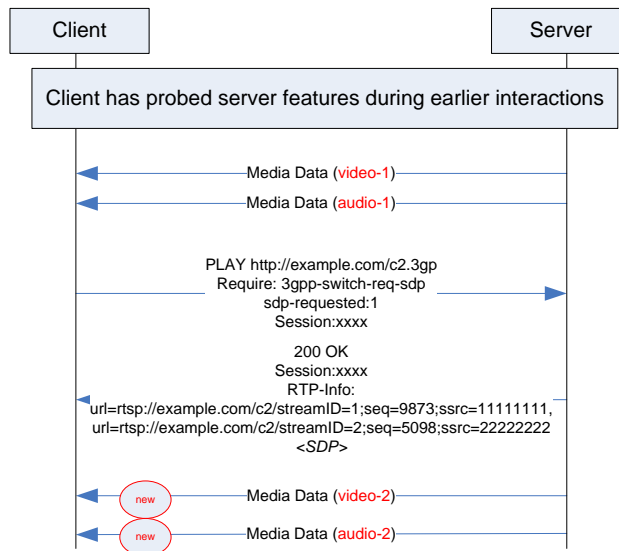 Client
Server
Client has probed server features during earlier interactions
Media Data (video-1)
Media Data (audio-1)
PLAY http://example.com/c2.3gp
Require: 3gpp-switch-req-sdp
sdp-requested:1
Session:xxxx
200 OK
Session:xxxx
RTP-Info:
url=rtsp://example.com/c2/streamID=1;seq=9873;ssrc=11111111,
url=rtsp://example.com/c2/streamID=2;seq=5098;ssrc=22222222
<SDP>
new
Media Data (video-2)
new
Media Data (audio-2)